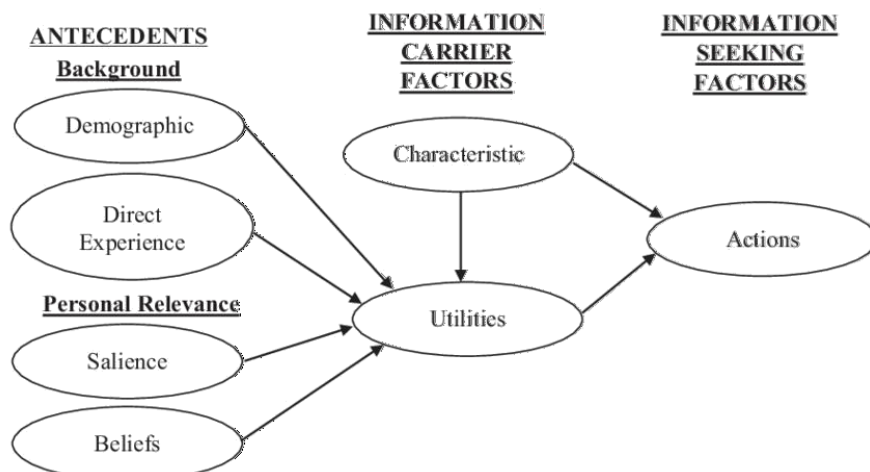 ANTECEDENTS
Background
Demographic
Direct
Experience
Personal Relevance
Salience
Beliefs
INFORMATION
CARRIER
FACTORS
Characteristic
Utilities
INFORMATION
SEEKING
FACTORS
Actions